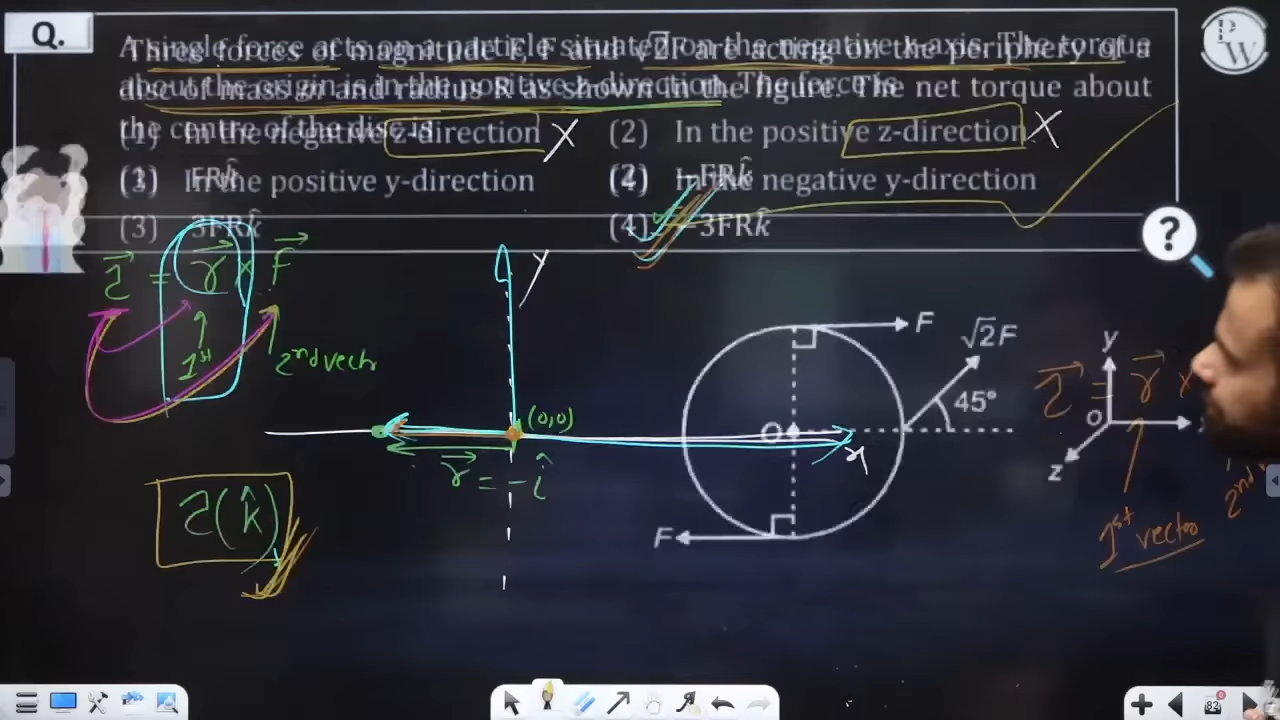 Q.
A single force acts on a particle situated on the negative x-axis. The torque
about the origin is in the positive z-direction. The force is
(1) In the negative z-direction X (2) In the positive z-direction X
(3) In the positive y-direction (4) In the negative y-direction
Three forces of magnitude F, F and √2F are acting on the periphery of a
disc of mass m and radius R as shown in the figure. The net torque about
the centre of the disc is
(1) FRk̂ (2) −FRk̂
(3) 3FRk̂ (4) −3FRk̂
P
W
?
τ⃗ = r⃗ × F⃗
1st
2nd vector
y
(0,0)
r⃗ = -î
x
τ(k̂)
F
√2F
45°
O
F
y
O
z
τ⃗ = r⃗ ×
1st vector
2nd
83